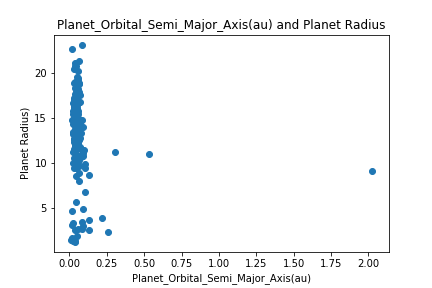 Planet_Orbital_Semi_Major_Axis(au) and Planet Radius
20
15
10
5
Planet Radius)
0.00 0.25 0.50 0.75 1.00 1.25 1.50 1.75 2.00
Planet_Orbital_Semi_Major_Axis(au)